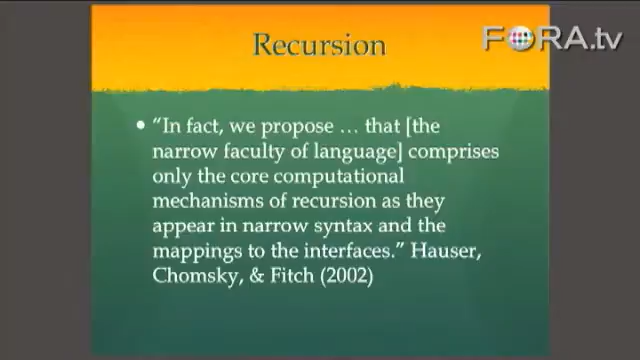 Recursion
FORA.tv
• “In fact, we propose … that [the
narrow faculty of language] comprises
only the core computational
mechanisms of recursion as they
appear in narrow syntax and the
mappings to the interfaces.” Hauser,
Chomsky, & Fitch (2002)